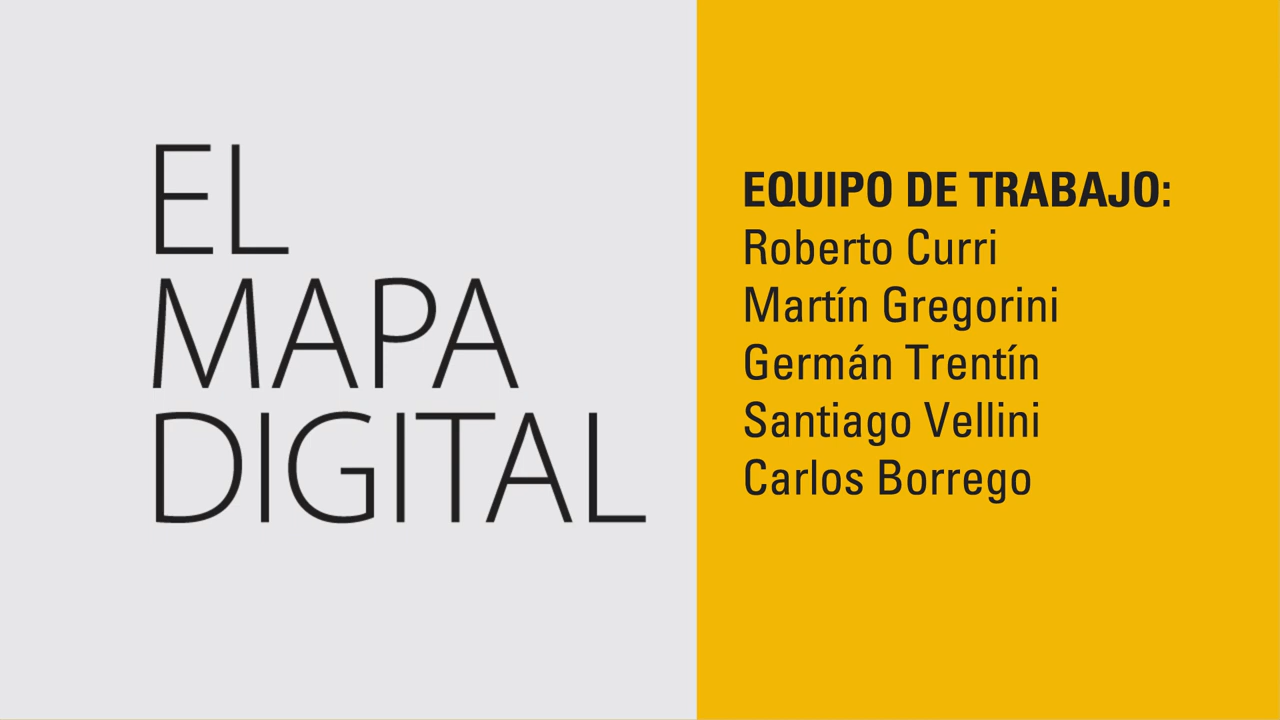 EL
MAPA
DIGITAL
EQUIPO DE TRABAJO:
Roberto Curri
Martín Gregorini
Germán Trentín
Santiago Vellini
Carlos Borrego